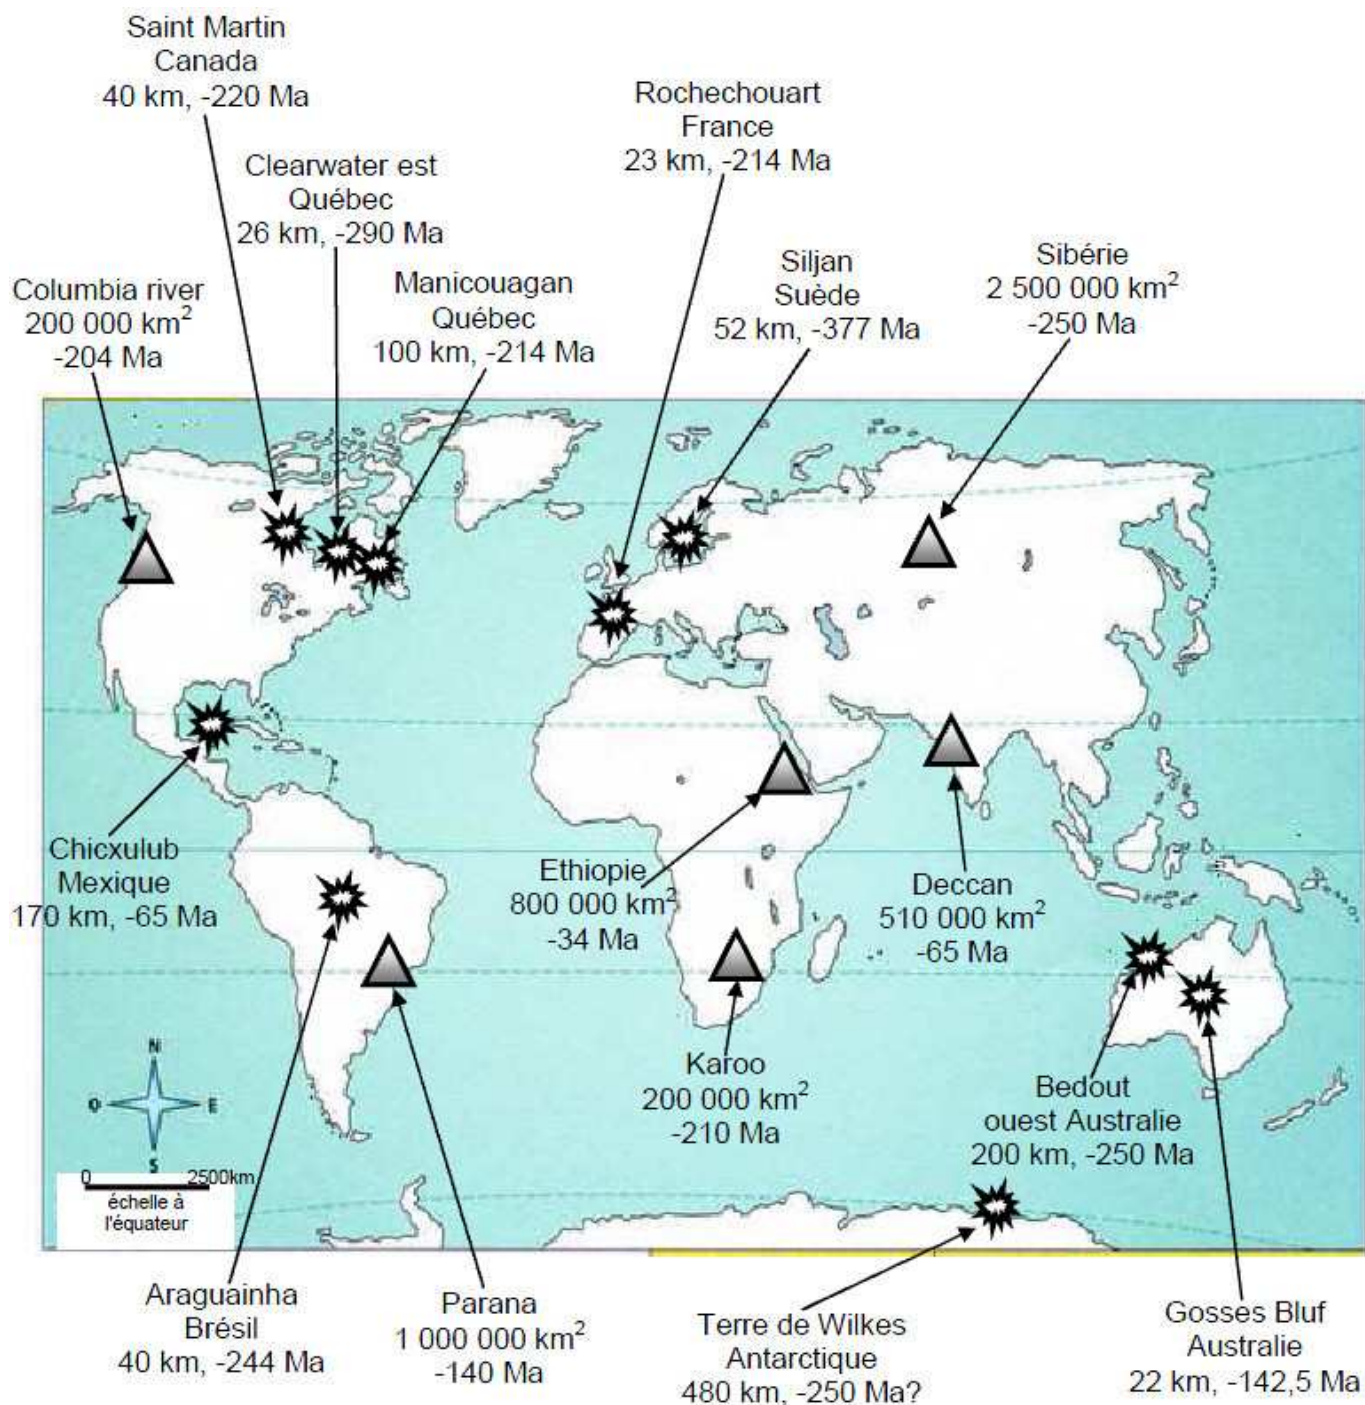 Saint Martin
Canada
40 km, -220 Ma
Clearwater est
Québec
26 km, -290 Ma
Columbia river
200 000 km²
-204 Ma
Manicouagan
Québec
100 km, -214 Ma
Rochechouart
France
23 km, -214 Ma
Siljan
Suède
52 km, -377 Ma
Sibérie
2 500 000 km²
-250 Ma
Chicxulub
Mexique
170 km, -65 Ma
Ethiopie
800 000 km²
-34 Ma
Deccan
510 000 km²
-65 Ma
Karoo
200 000 km²
-210 Ma
Bedout
ouest Australie
200 km, -250 Ma
N
O E
S
0 2500km
échelle à
l'équateur
Araguainha
Brésil
40 km, -244 Ma
Parana
1 000 000 km²
-140 Ma
Terre de Wilkes
Antarctique
480 km, -250 Ma?
Gosses Bluf
Australie
22 km, -142,5 Ma